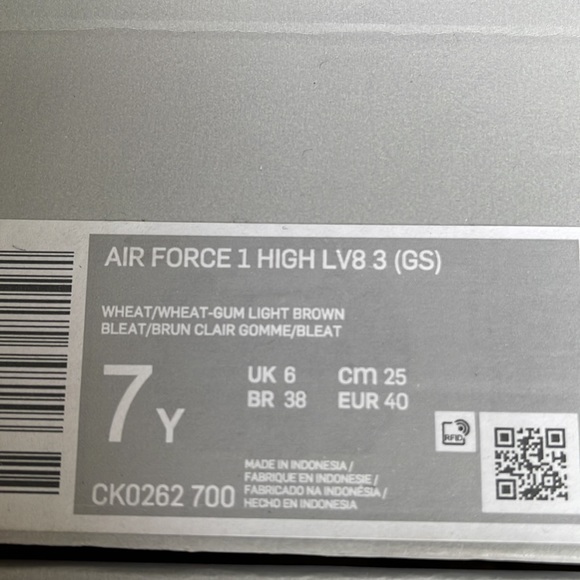 AIR FORCE 1 HIGH LV8 3 (GS)
WHEAT/WHEAT-GUM LIGHT BROWN
BLEAT/BRUN CLAIR GOMME/BLEAT
7 Y
UK 6 cm 25
BR 38 EUR 40
RFID
CK0262 700
MADE IN INDONESIA /
FABRIQUE EN INDONESIE /
FABRICADO NA INDONÉSIA /
HECHO EN INDONESIA